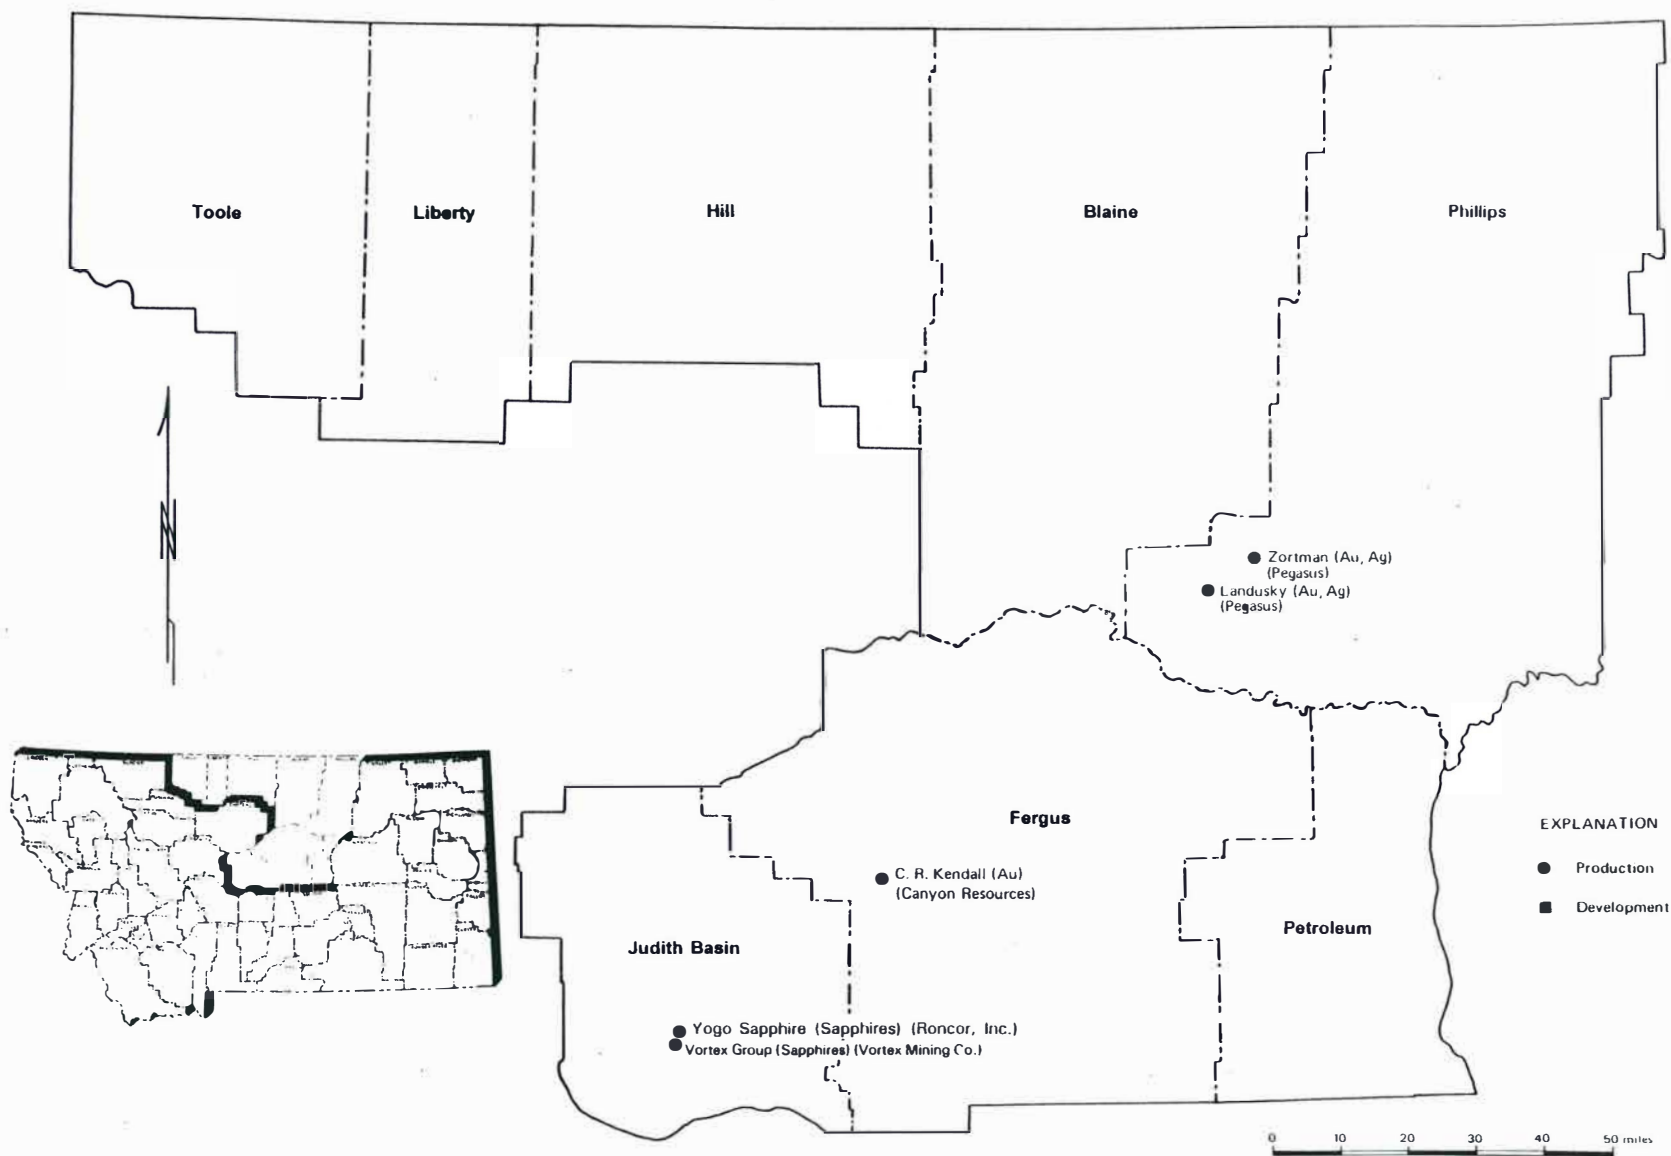 Toole
Liberty
Hill
Blaine
Phillips
N
Zortman (Au, Ag)
(Pegasus)
Landusky (Au, Ag)
(Pegasus)
Fergus
C. R. Kendall (Au)
(Canyon Resources)
Judith Basin
Petroleum
Yogo Sapphire (Sapphires) (Roncor, Inc.)
Vortex Group (Sapphires) (Vortex Mining Co.)
EXPLANATION
Production
Development
0 10 20 30 40 50 miles